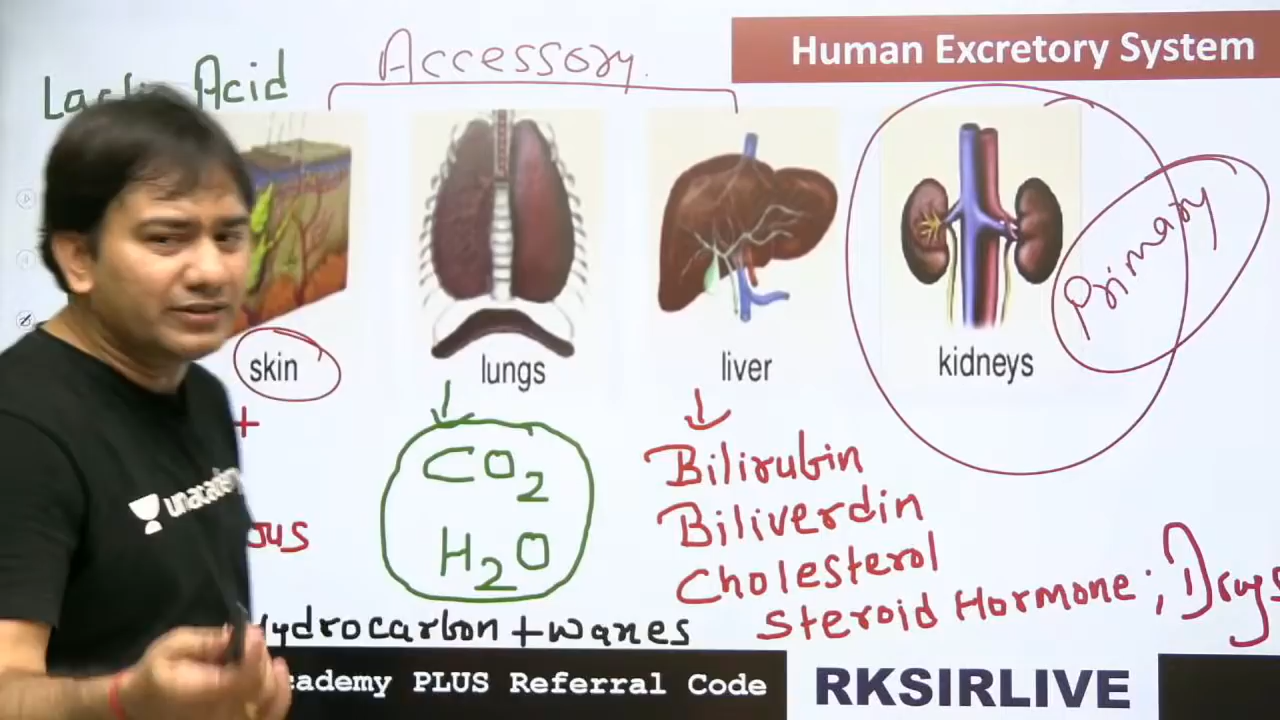 Human Excretory System
Accessory
Acid
Primary
skin
lungs
liver
kidneys
+
CO2
H2O
Bilirubin
Biliverdin
Cholesterol
Steroid Hormone; Drugs
ydrocarbon + waxes
unacademy
cademy PLUS Referral Code
RKSIRLIVE